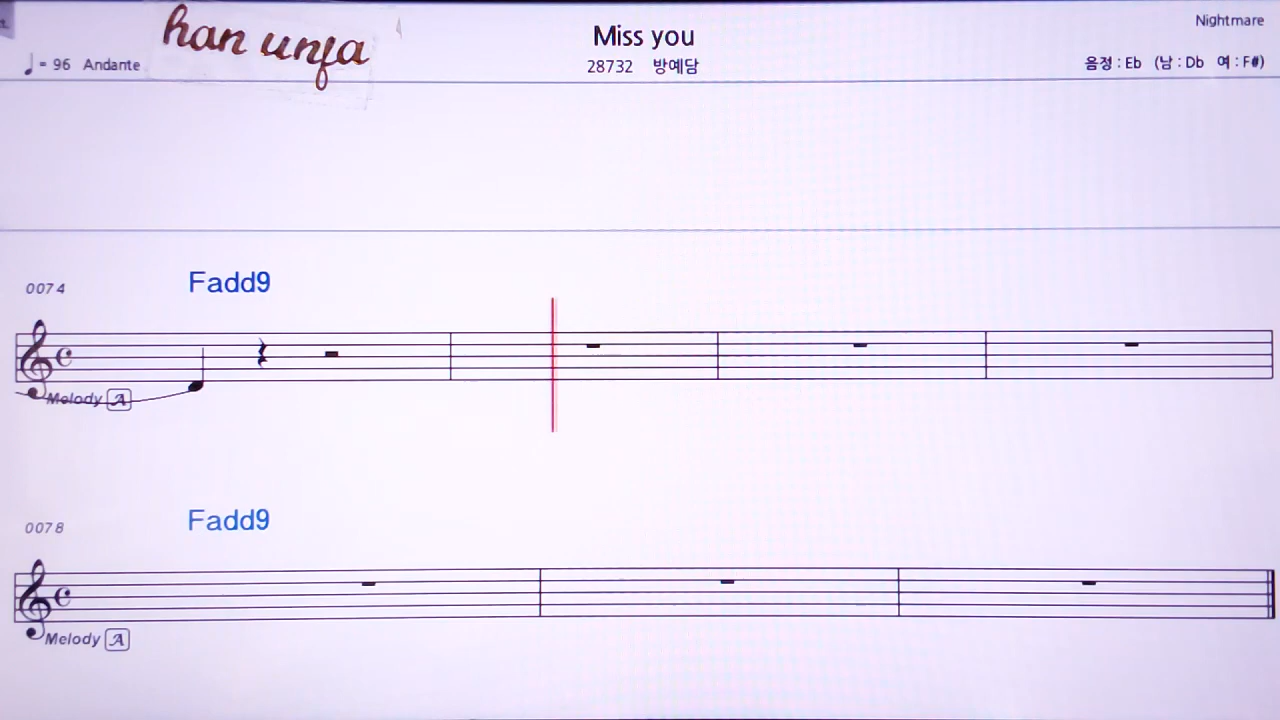 han unfa
Miss you
Nightmare
♩ = 96 Andante
28732 방예담
음정 : Eb (남 : Db 여 : F#)
0074
Fadd9
Melody A
0078
Fadd9
Melody A